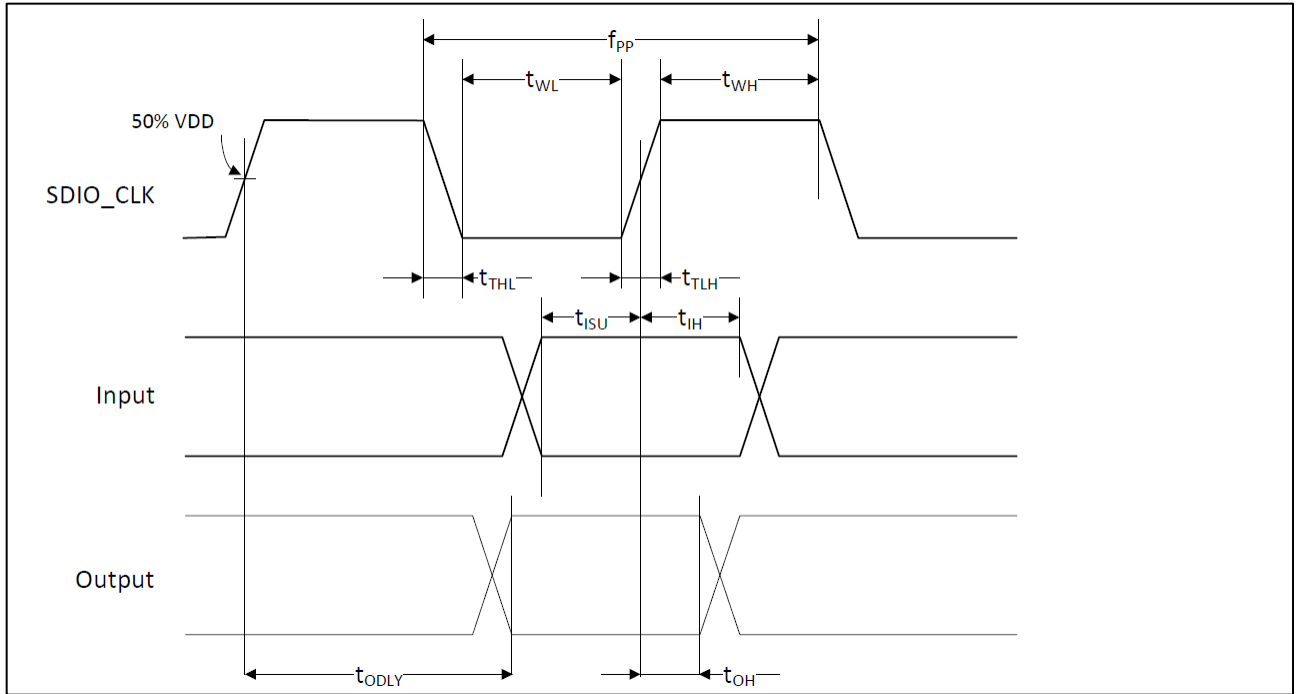 fPP
tWL
tWH
50% VDD
SDIO_CLK
tTHL
tTLH
tISU
tIH
Input
Output
tODLY
tOH